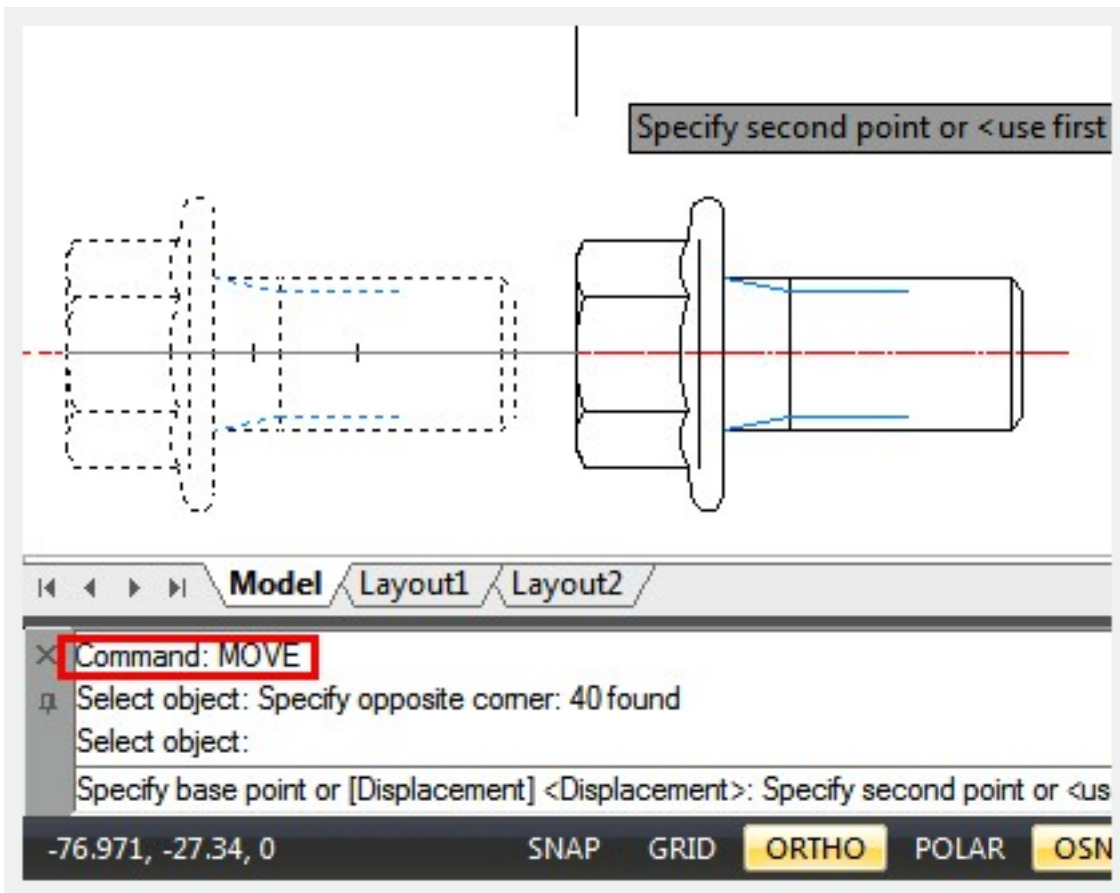 Specify second point or <use first
Model Layout1 Layout2
Command: MOVE
Select object: Specify opposite corner: 40 found
Select object:
Specify base point or [Displacement] <Displacement>: Specify second point or <us
-76.971, -27.34, 0 SNAP GRID ORTHO POLAR OSN